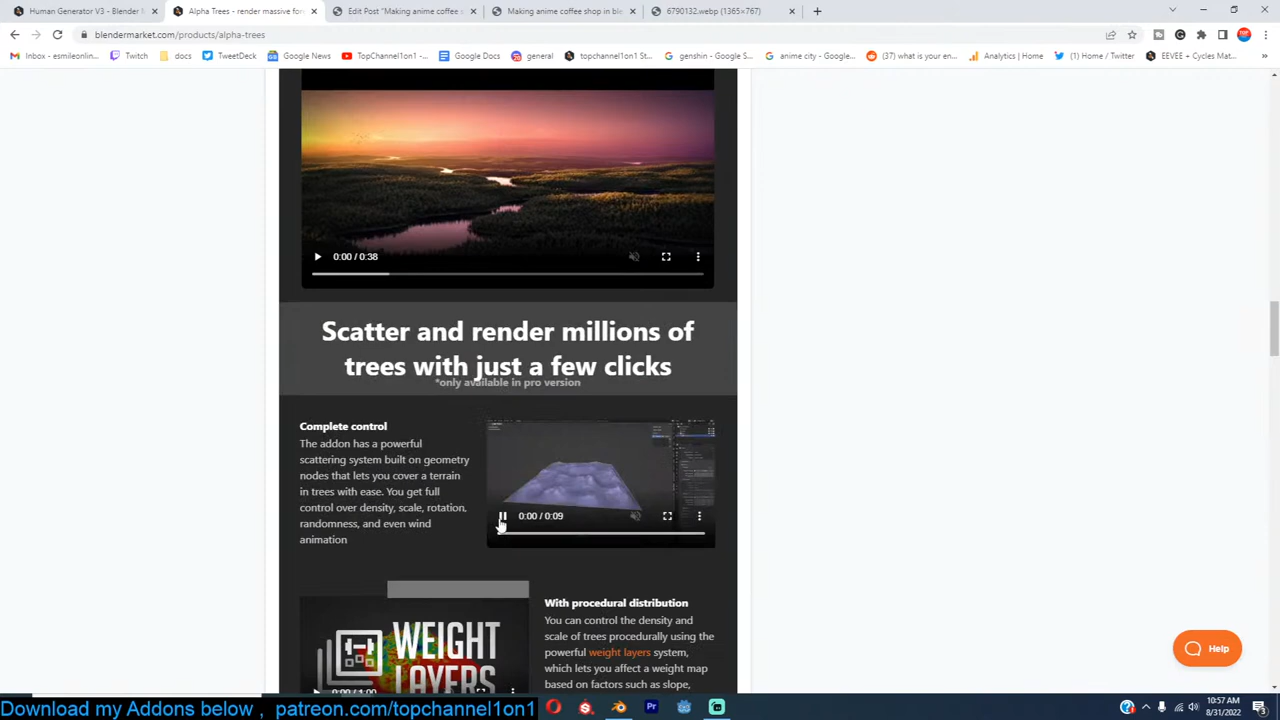 Human Generator V3 - Blender M
Alpha Trees - render massive for
Edit Post "Making anime coffee s
Making anime coffee shop in ble
6790132.webp (1365×767)
blendermarket.com/products/alpha-trees
Inbox - esmileonlin...
Twitch
docs
TweetDeck
Google News
TopChannel1on1 -...
Google Docs
general
topchannel1on1 St...
genshin - Google S...
anime city - Google...
(37) what is your en...
Analytics | Home
(1) Home / Twitter
EEVEE + Cycles Mat...
0:00 / 0:38
Scatter and render millions of
trees with just a few clicks
*only available in pro version
Complete control
The addon has a powerful
scattering system built on geometry
nodes that lets you cover a terrain
in trees with ease. You get full
control over density, scale, rotation,
randomness, and even wind
animation
0:00 / 0:09
WEIGHT
LAYERS
0:00 / 1:00
With procedural distribution
You can control the density and
scale of trees procedurally using the
powerful weight layers system,
which lets you affect a weight map
based on factors such as slope,
Help
Download my Addons below , patreon.com/topchannel1on1
10:57 AM
8/31/2022